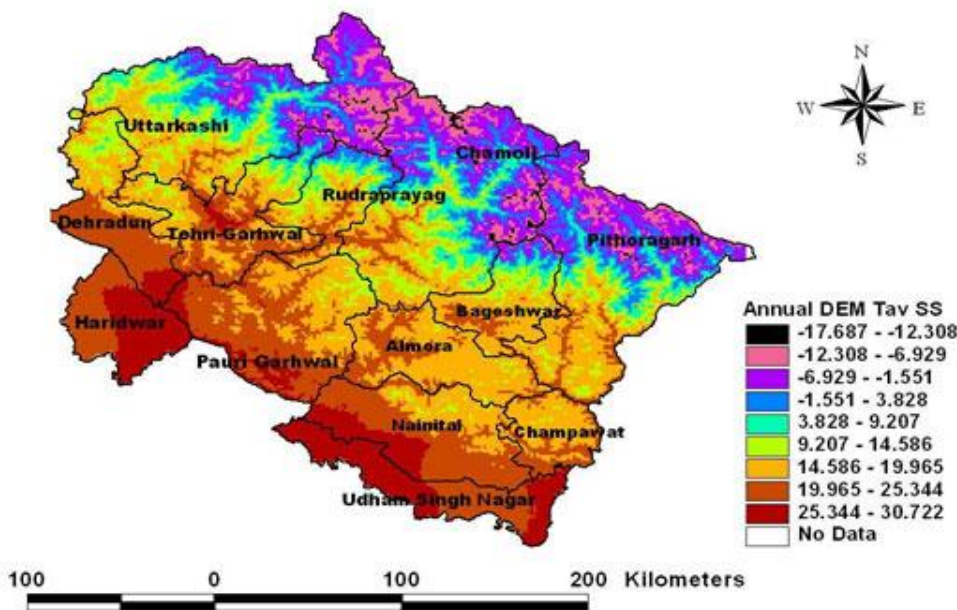 N
W E
S
Uttarkashi
Chamoli
Rudraprayag
Dehradun
Tehri-Garhwal
Pithoragarh
Haridwar
Bageshwar
Almora
Pauri Garhwal
Nainital
Champawat
Udham Singh Nagar
Annual DEM Tav SS
-17.687 - -12.308
-12.308 - -6.929
-6.929 - -1.551
-1.551 - 3.828
3.828 - 9.207
9.207 - 14.586
14.586 - 19.965
19.965 - 25.344
25.344 - 30.722
No Data
100 0 100 200 Kilometers